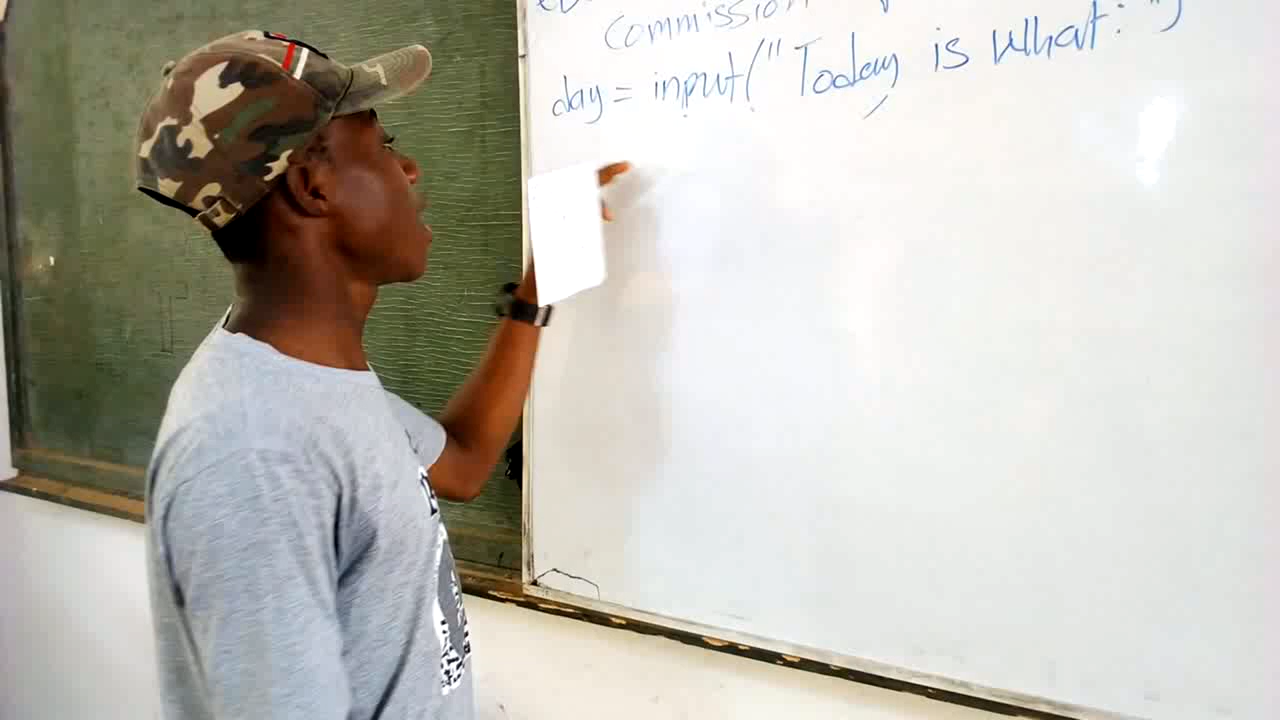 Commission
day = input("Today is what: ")